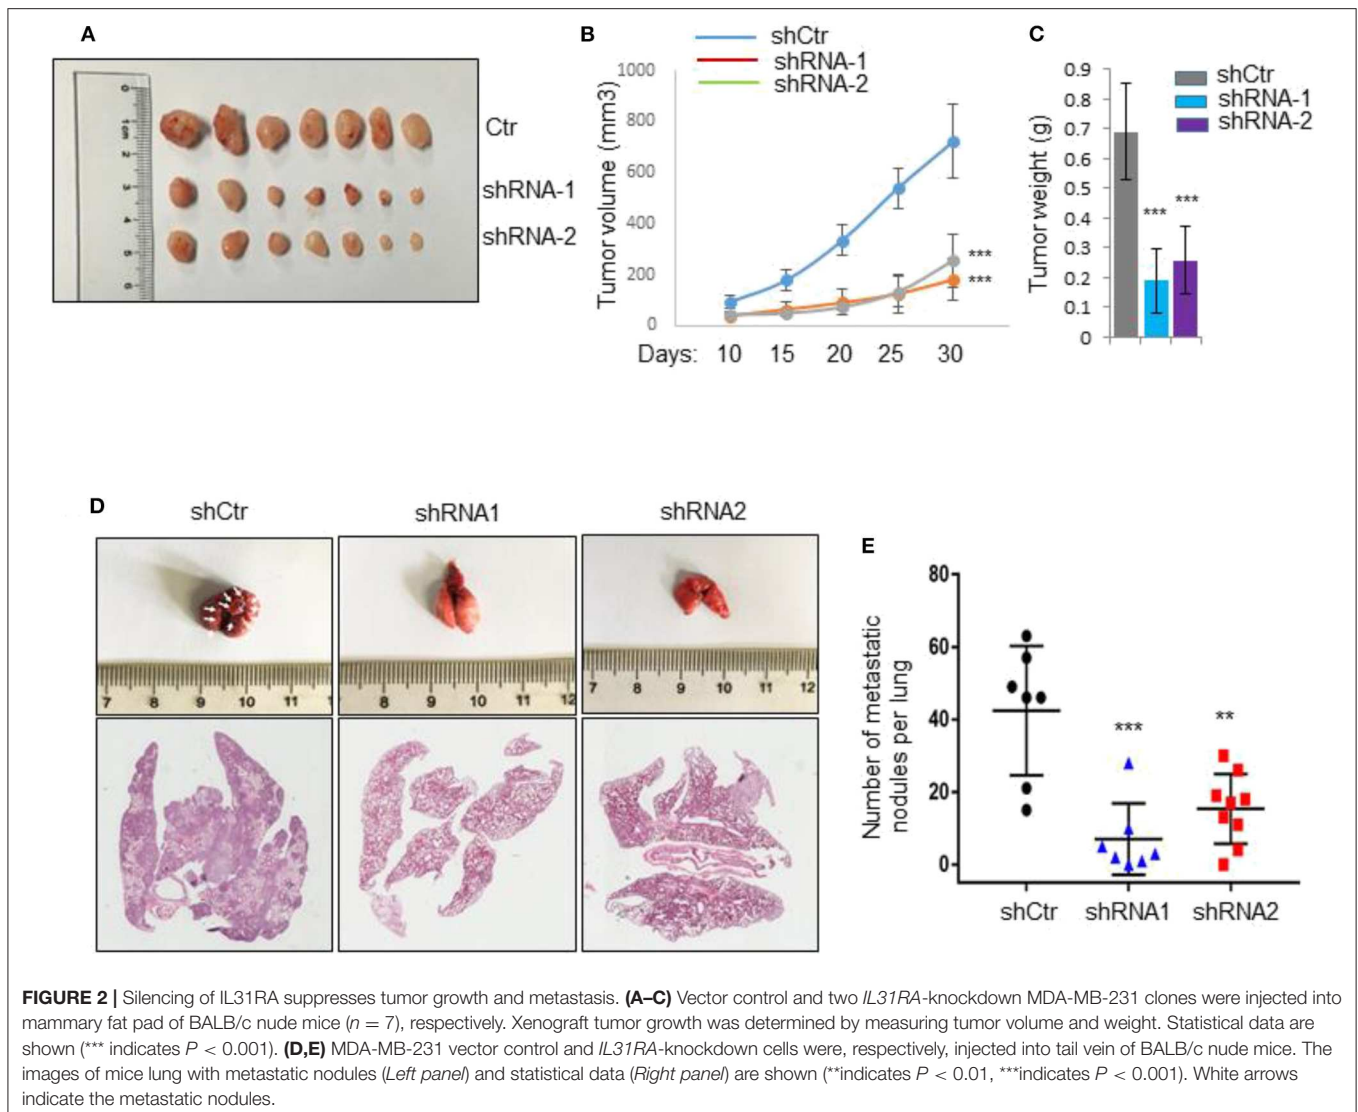 A
0
1cm
2
3
4
5
6
Ctr
shRNA-1
shRNA-2
B
shCtr
shRNA-1
shRNA-2
Tumor volume (mm3)
1000
800
600
400
200
0
***
***
Days: 10 15 20 25 30
C
shCtr
shRNA-1
shRNA-2
Tumor weight (g)
0.9
0.8
0.7
0.6
0.5
0.4
0.3
0.2
0.1
0
*** ***
D
shCtr shRNA1 shRNA2
7 8 9 10 11
8 9 10 11 12
7 8 9 10 11 12
E
Number of metastatic
nodules per lung
80
60
40
20
0
*** **
shCtr shRNA1 shRNA2
FIGURE 2 | Silencing of IL31RA suppresses tumor growth and metastasis. (A–C) Vector control and two IL31RA-knockdown MDA-MB-231 clones were injected into
mammary fat pad of BALB/c nude mice (n = 7), respectively. Xenograft tumor growth was determined by measuring tumor volume and weight. Statistical data are
shown (*** indicates P < 0.001). (D,E) MDA-MB-231 vector control and IL31RA-knockdown cells were, respectively, injected into tail vein of BALB/c nude mice. The
images of mice lung with metastatic nodules (Left panel) and statistical data (Right panel) are shown (**indicates P < 0.01, ***indicates P < 0.001). White arrows
indicate the metastatic nodules.